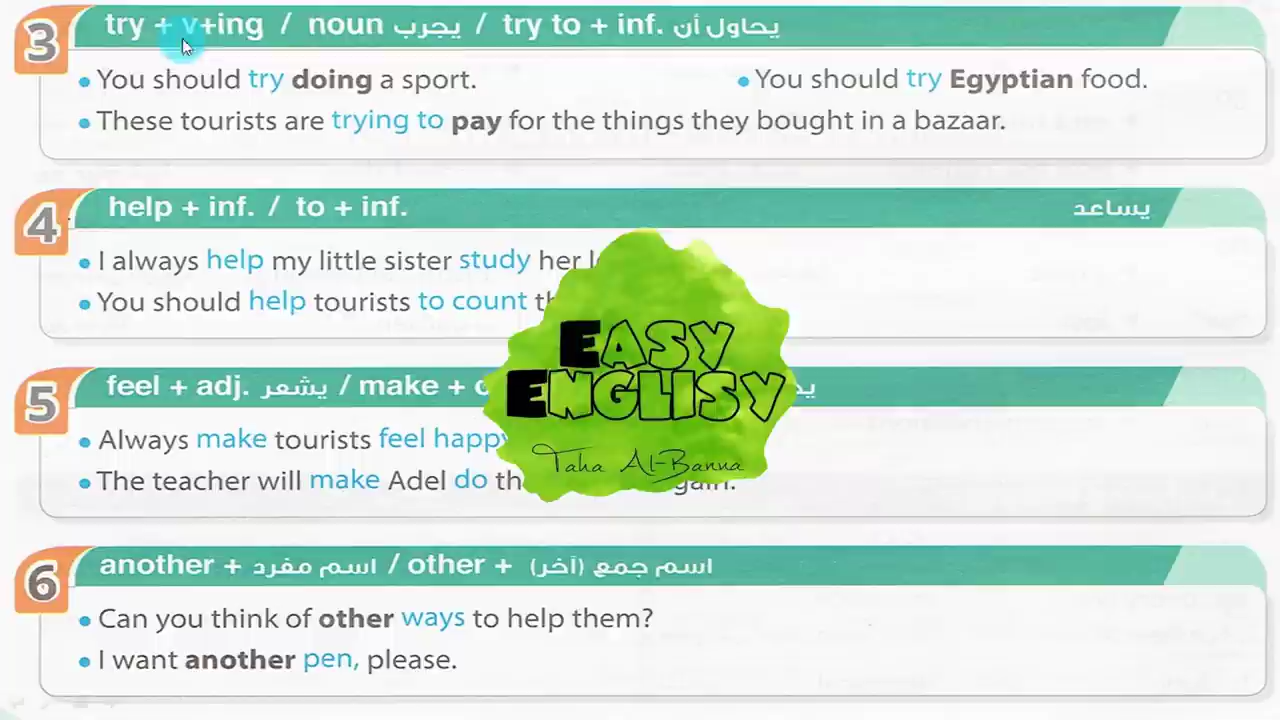 3 try + v+ing / noun يجرب / try to + inf. يحاول أن
• You should try doing a sport. • You should try Egyptian food.
• These tourists are trying to pay for the things they bought in a bazaar.
4 help + inf. / to + inf. يساعد
• I always help my little sister study her
• You should help tourists to count
5 feel + adj. يشعر / make +
• Always make tourists feel happy
• The teacher will make Adel do
6 another + اسم مفرد / other + اسم جمع (آخر)
• Can you think of other ways to help them?
• I want another pen, please.
EASY
ENGLISY
Taha Al-Banna